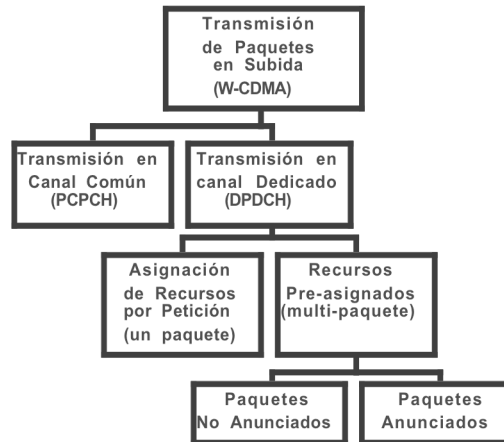 Transmisión
de Paquetes
en Subida
(W-CDMA)
Transmisión en
Canal Común
(PCPCH)
Transmisión en
canal Dedicado
(DPDCH)
Asignación
de Recursos
por Petición
(un paquete)
Recursos
Pre-asignados
(multi-paquete)
Paquetes
No Anunciados
Paquetes
Anunciados